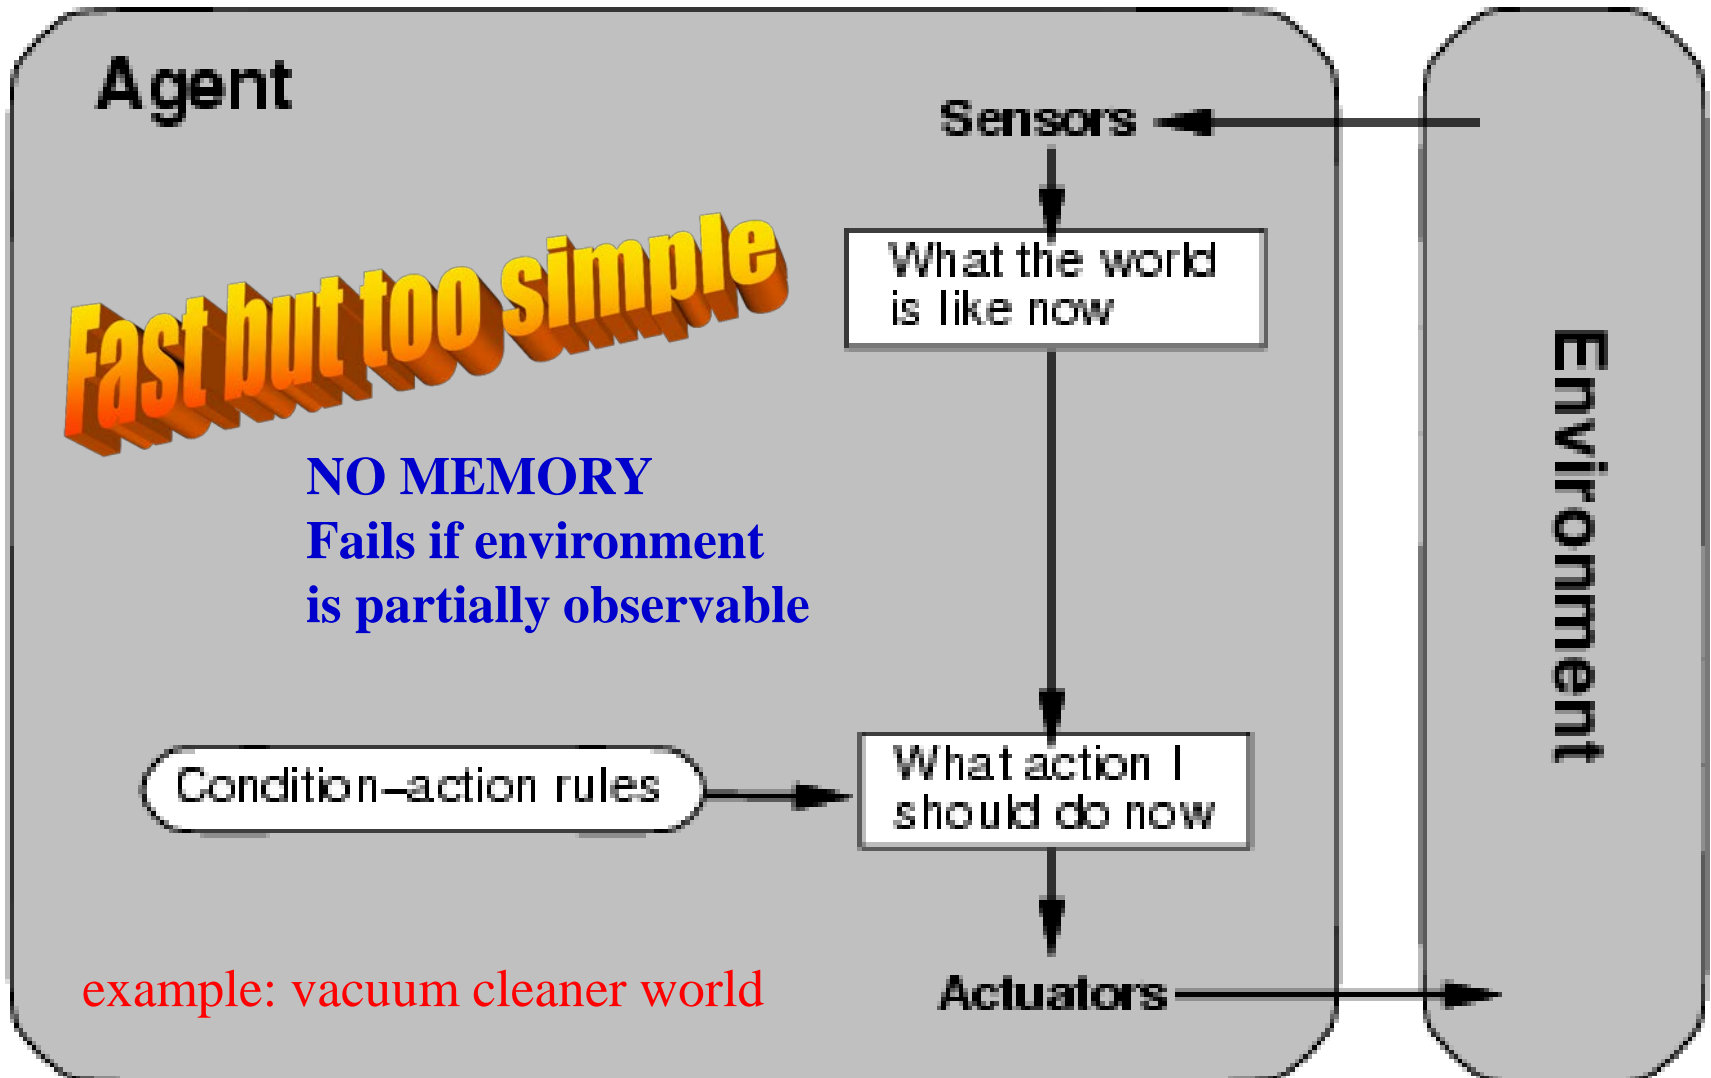 Agent
Sensors
Fast but too simple
What the world
is like now
NO MEMORY
Fails if environment
is partially observable
Environment
Condition–action rules
What action I
should do now
example: vacuum cleaner world
Actuators